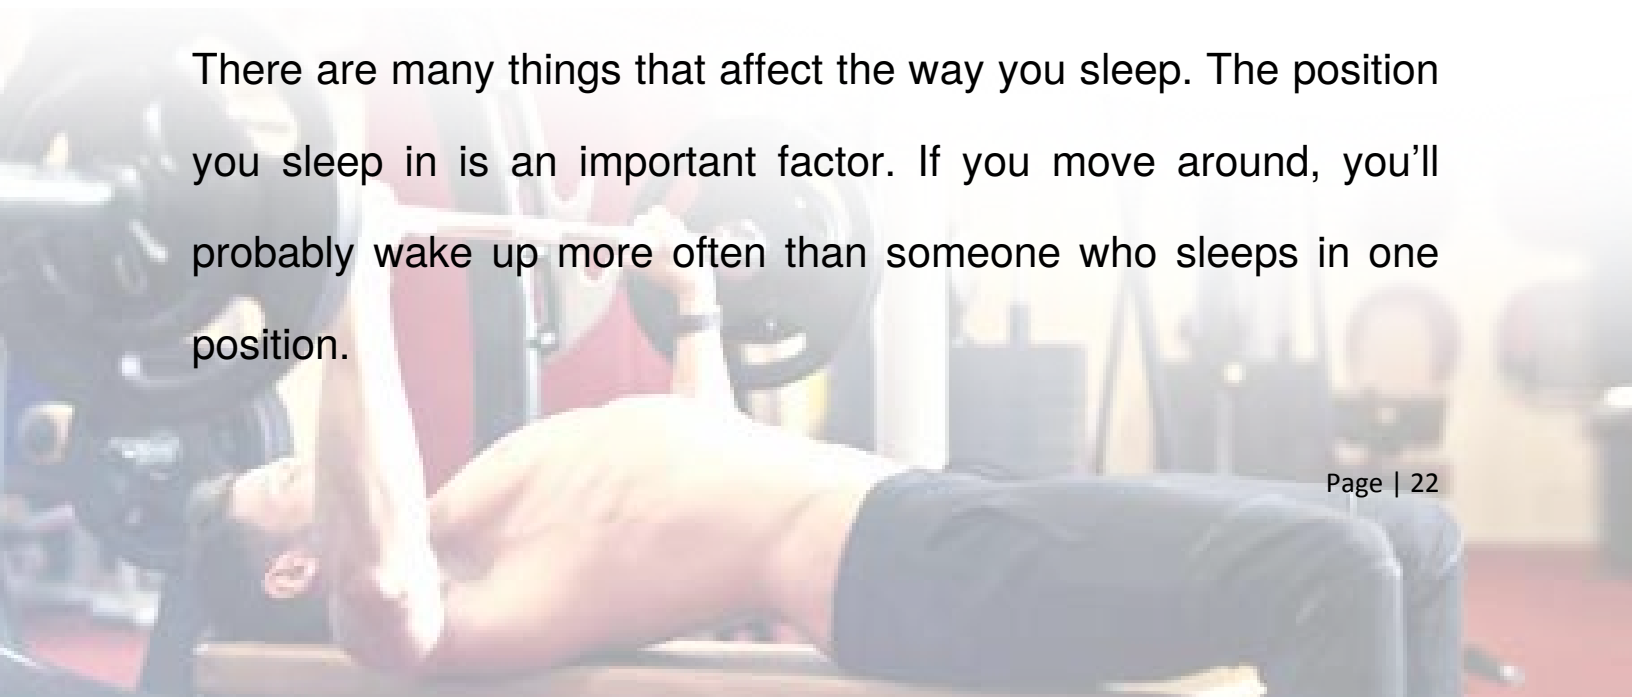 There are many things that affect the way you sleep. The position
you sleep in is an important factor. If you move around, you’ll
probably wake up more often than someone who sleeps in one
position.
Page | 22